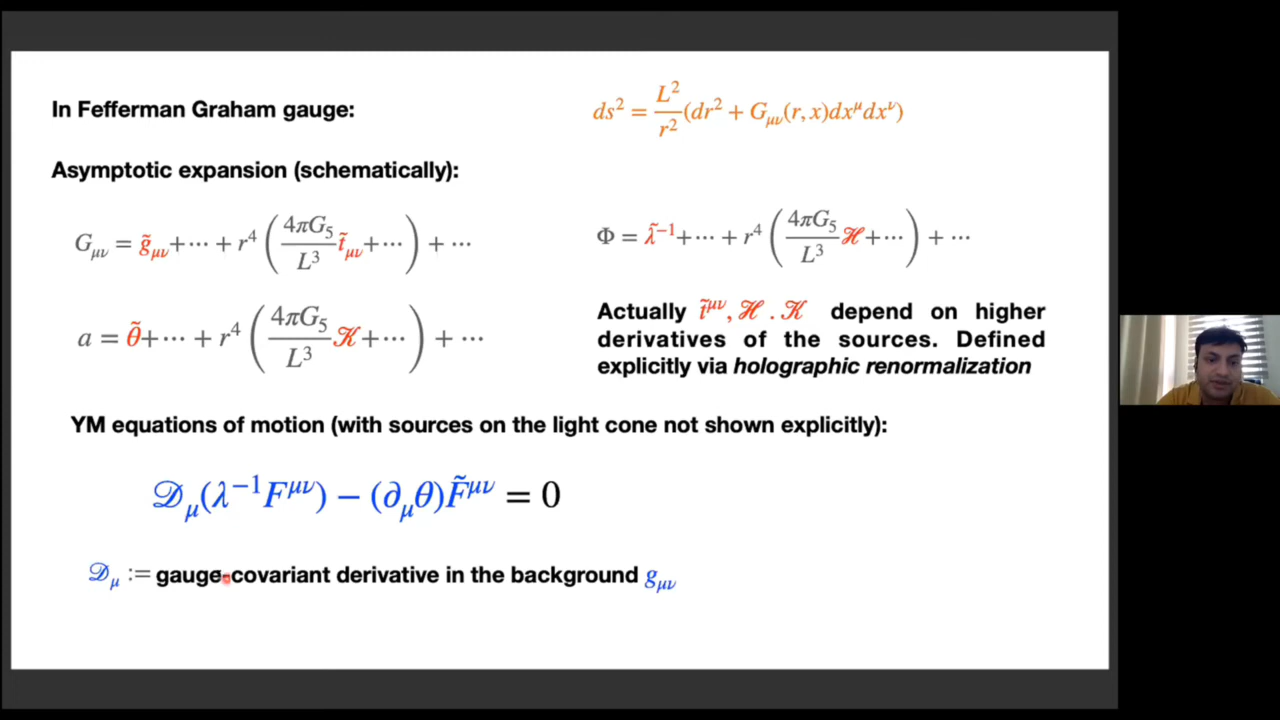 In Fefferman Graham gauge:
ds² = L²/r² (dr² + G_μν(r, x)dx^μdx^ν)
Asymptotic expansion (schematically):
G_μν = g̃_μν + ⋯ + r⁴ (4πG₅/L³ t̃_μν + ⋯) + ⋯
Φ = λ̃⁻¹ + ⋯ + r⁴ (4πG₅/L³ ℋ + ⋯) + ⋯
a = θ̃ + ⋯ + r⁴ (4πG₅/L³ 𝒦 + ⋯) + ⋯
Actually t̃^μν, ℋ . 𝒦 depend on higher
derivatives of the sources. Defined
explicitly via holographic renormalization
YM equations of motion (with sources on the light cone not shown explicitly):
𝒟_μ(λ⁻¹F^μν) − (∂_μθ)F̃^μν = 0
𝒟_μ := gauge-covariant derivative in the background g_μν